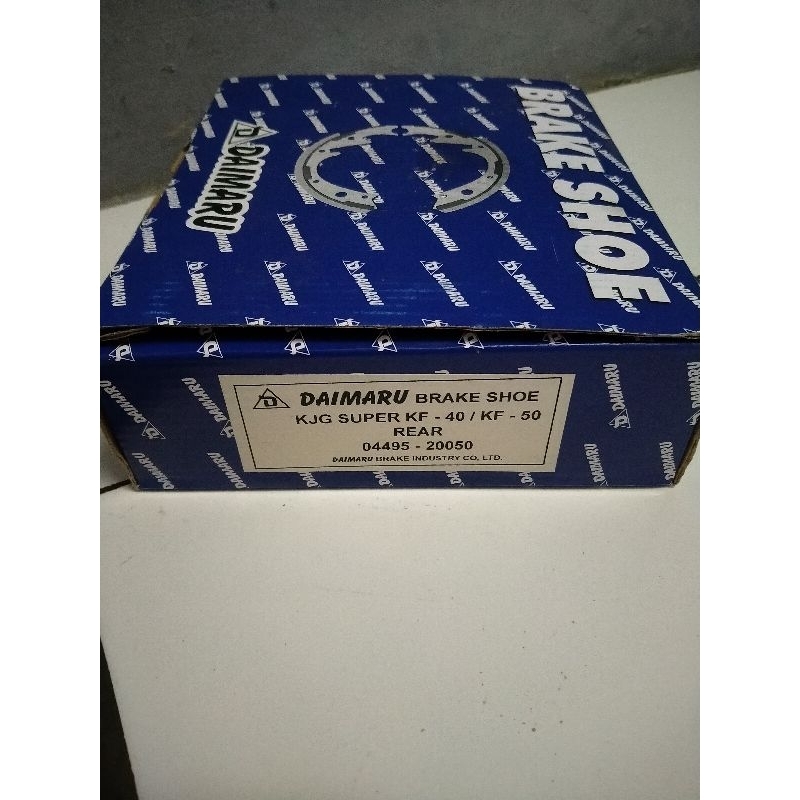 BRAKE SHOE
DAIMARU
DAIMARU BRAKE SHOE
KJG SUPER KF - 40 / KF - 50
REAR
04495 - 20050
DAIMARU BRAKE INDUSTRY CO, LTD.